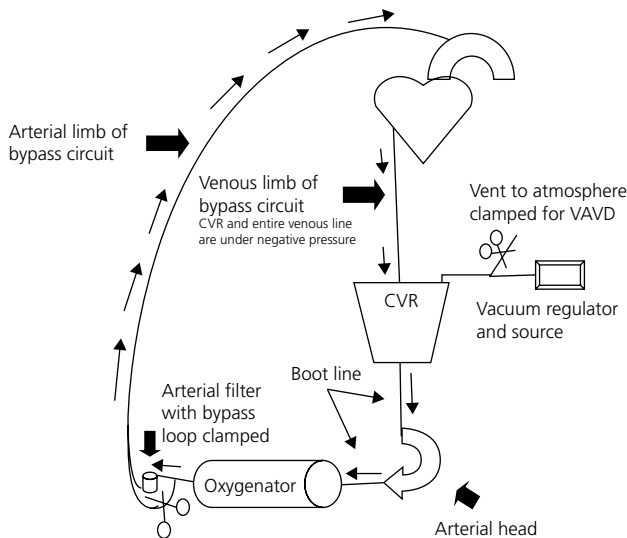 Arterial limb of
bypass circuit
Venous limb of
bypass circuit
CVR and entire venous line
are under negative pressure
Vent to atmosphere
clamped for VAVD
CVR
Vacuum regulator
and source
Boot line
Arterial filter
with bypass
loop clamped
Oxygenator
Arterial head